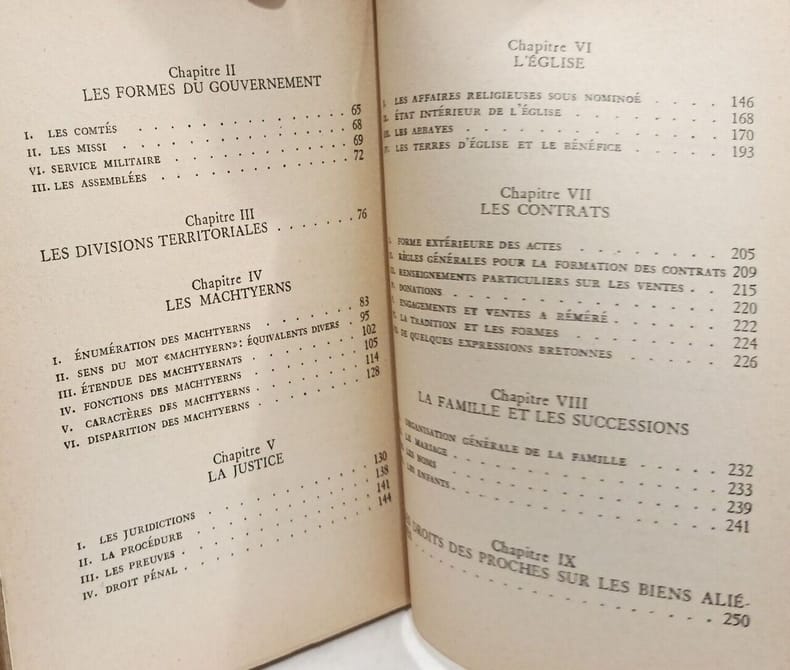 Chapitre II
LES FORMES DU GOUVERNEMENT
I. LES COMTÉS . . . . . . . . . . . . . 65
II. LES MISSI . . . . . . . . . . . . . 68
VI. SERVICE MILITAIRE . . . . . . . . . . 69
III. LES ASSEMBLÉES . . . . . . . . . . . 72
Chapitre III
LES DIVISIONS TERRITORIALES . . . . . . . 76
Chapitre IV
LES MACHTYERNS
I. ÉNUMÉRATION DES MACHTYERNS . . . . . . 83
II. SENS DU MOT «MACHTYERN»: ÉQUIVALENTS DIVERS . 95
III. ÉTENDUE DES MACHTYERNATS . . . . . . 102
IV. FONCTIONS DES MACHTYERNS . . . . . . 105
V. CARACTÈRES DES MACHTYERNS . . . . . . 114
VI. DISPARITION DES MACHTYERNS . . . . . . 128
Chapitre V
LA JUSTICE
I. LES JURIDICTIONS . . . . . . . . . . 130
II. LA PROCÉDURE . . . . . . . . . . . 138
III. LES PREUVES . . . . . . . . . . . 141
IV. DROIT PÉNAL . . . . . . . . . . . 144
Chapitre VI
L'ÉGLISE
LES AFFAIRES RELIGIEUSES SOUS NOMINOÉ . . . . 146
ÉTAT INTÉRIEUR DE L'ÉGLISE . . . . . . . 168
LES ABBAYES . . . . . . . . . . . . 170
LES TERRES D'ÉGLISE ET LE BÉNÉFICE . . . . . 193
Chapitre VII
LES CONTRATS
FORME EXTÉRIEURE DES ACTES . . . . . . . 205
RÈGLES GÉNÉRALES POUR LA FORMATION DES CONTRATS 209
RENSEIGNEMENTS PARTICULIERS SUR LES VENTES . . 215
DONATIONS . . . . . . . . . . . . . 220
ENGAGEMENTS ET VENTES A RÉMÉRÉ . . . . . . 222
LA TRADITION ET LES FORMES . . . . . . . 224
DE QUELQUES EXPRESSIONS BRETONNES . . . . . 226
Chapitre VIII
LA FAMILLE ET LES SUCCESSIONS
ORGANISATION GÉNÉRALE DE LA FAMILLE . . . . . 232
LE MARIAGE . . . . . . . . . . . . 233
LES NOMS . . . . . . . . . . . . . 239
LES ENFANTS . . . . . . . . . . . . 241
Chapitre IX
DROITS DES PROCHES SUR LES BIENS ALIÉ-
. . . . . . . . . . . . . . . . 250